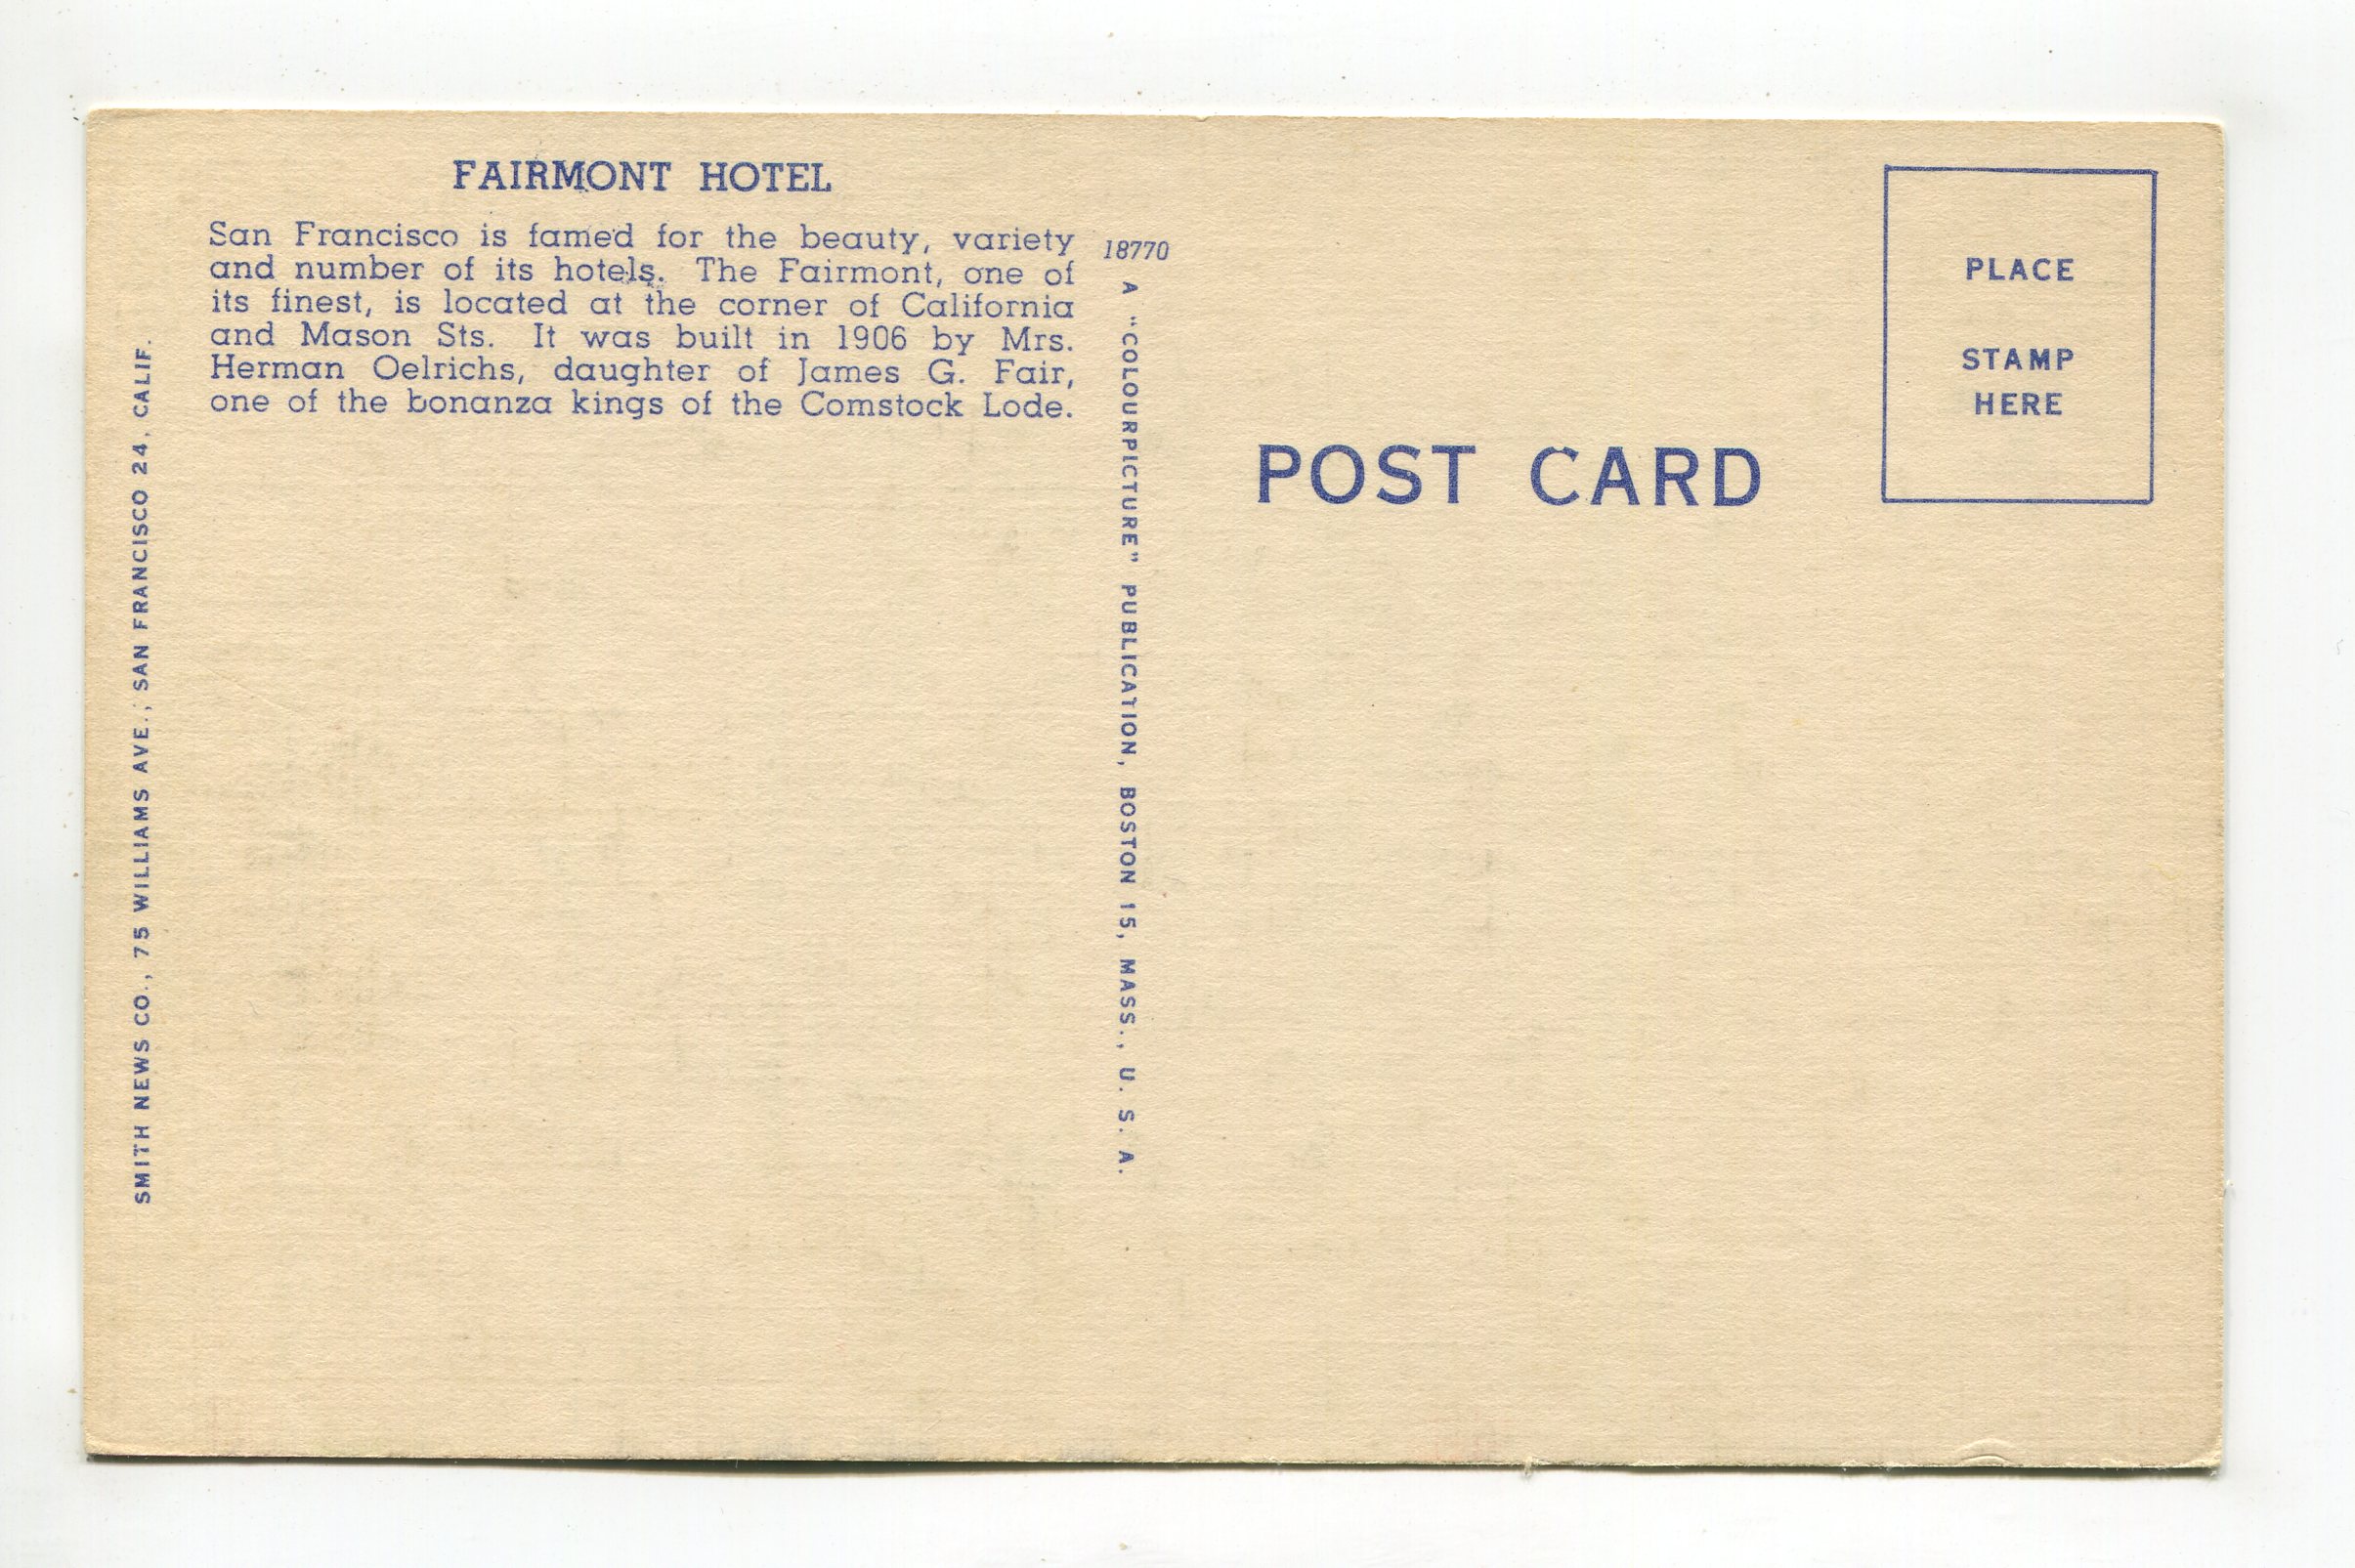 FAIRMONT HOTEL
San Francisco is famed for the beauty, variety
and number of its hotels. The Fairmont, one of
its finest, is located at the corner of California
and Mason Sts. It was built in 1906 by Mrs.
Herman Oelrichs, daughter of James G. Fair,
one of the bonanza kings of the Comstock Lode.
SMITH NEWS CO., 75 WILLIAMS AVE., SAN FRANCISCO 24, CALIF.
18770
A "COLOURPICTURE" PUBLICATION, BOSTON 15, MASS., U. S. A.
POST CARD
PLACE
STAMP
HERE